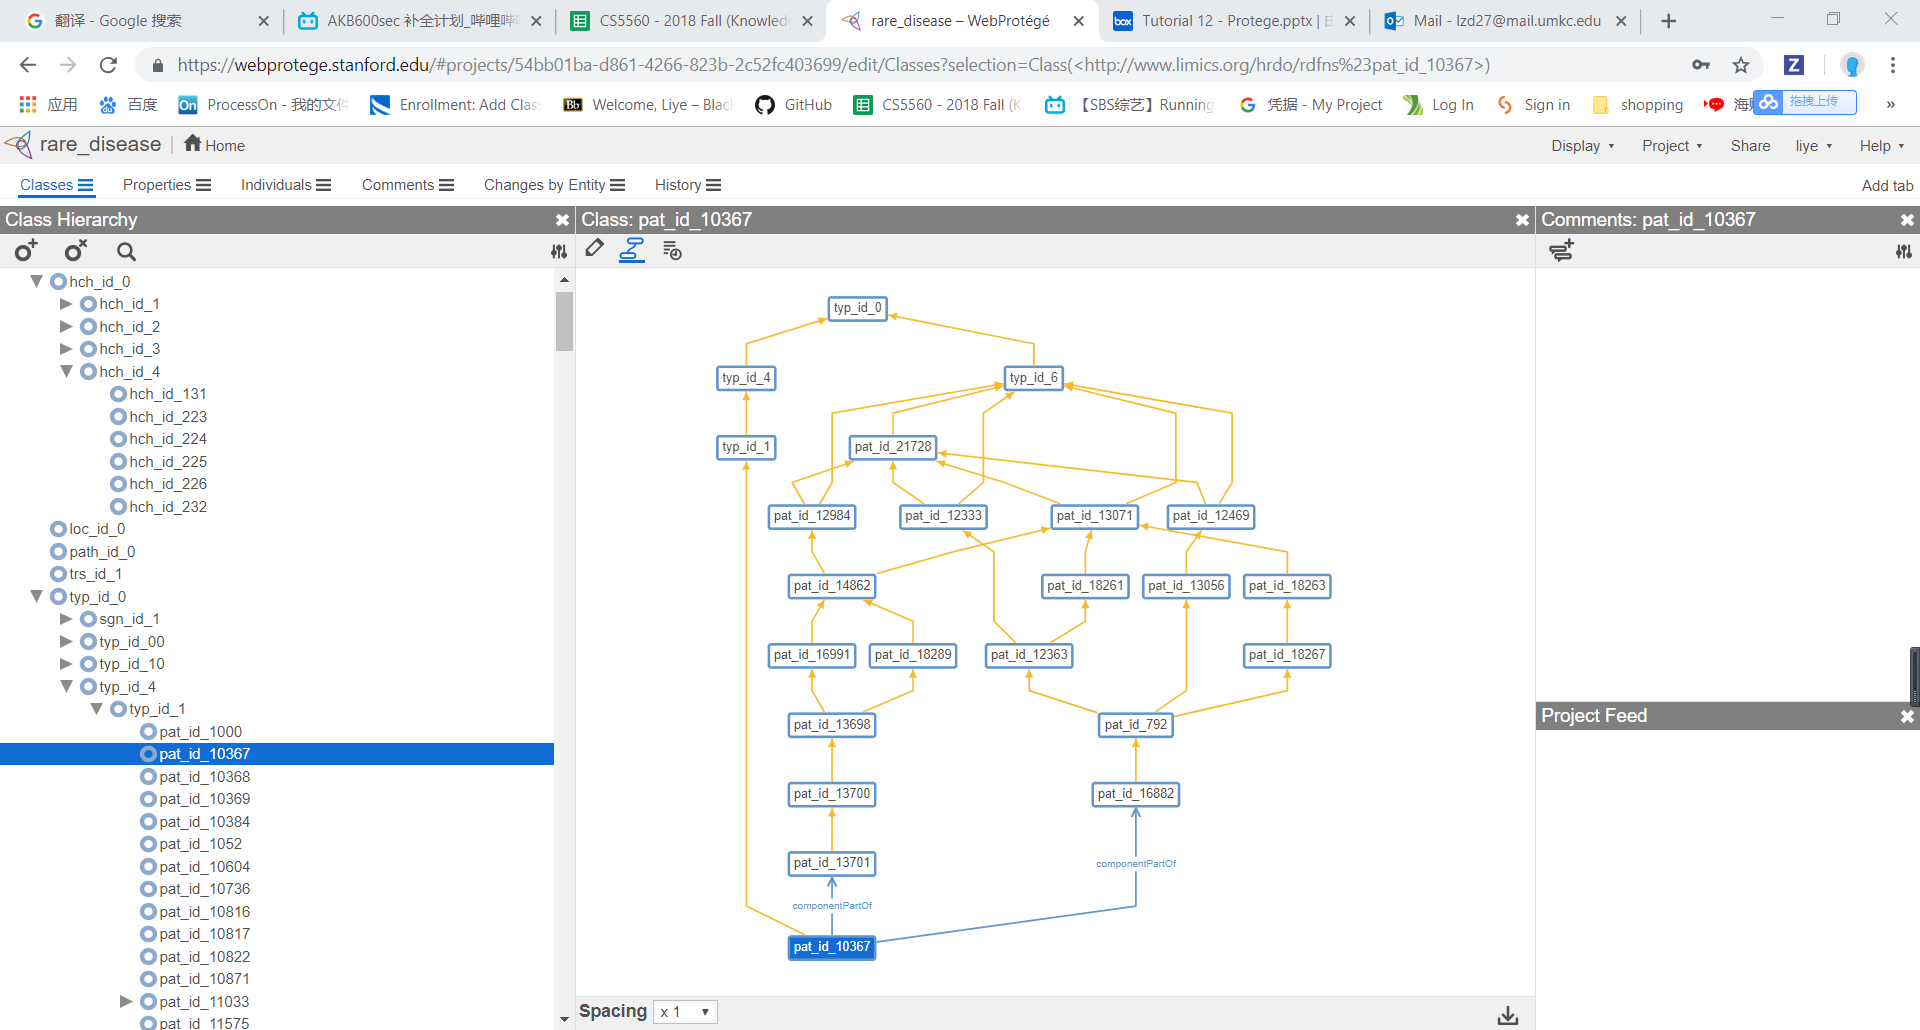 翻译 - Google 搜索
AKB600sec 补全计划_哔哩哔
CS5560 - 2018 Fall (Knowled
rare_disease – WebProtégé
Tutorial 12 - Protege.pptx |
Mail - lzd27@mail.umkc.edu
https://webprotege.stanford.edu/#projects/54bb01ba-d861-4266-823b-2c52fc403699/edit/Classes?selection=Class(<http://www.limics.org/hrdo/rdfns%23pat_id_10367>)
应用
百度
ProcessOn - 我的文件
Enrollment: Add Clas
Welcome, Liye – Blac
GitHub
CS5560 - 2018 Fall (K
【SBS综艺】Running
凭据 - My Project
Log In
Sign in
shopping
拖拽上传
»
rare_disease
Home
Display
Project
Share
liye
Help
Classes
Properties
Individuals
Comments
Changes by Entity
History
Add tab
Class Hierarchy
Class: pat_id_10367
Comments: pat_id_10367
hch_id_0
hch_id_1
hch_id_2
hch_id_3
hch_id_4
hch_id_131
hch_id_223
hch_id_224
hch_id_225
hch_id_226
hch_id_232
loc_id_0
path_id_0
trs_id_1
typ_id_0
sgn_id_1
typ_id_00
typ_id_10
typ_id_4
typ_id_1
pat_id_1000
pat_id_10367
pat_id_10368
pat_id_10369
pat_id_10384
pat_id_1052
pat_id_10604
pat_id_10736
pat_id_10816
pat_id_10817
pat_id_10822
pat_id_10871
pat_id_11033
pat_id_11575
typ_id_0
typ_id_4
typ_id_6
typ_id_1
pat_id_21728
pat_id_12984
pat_id_12333
pat_id_13071
pat_id_12469
pat_id_14862
pat_id_18261
pat_id_13056
pat_id_18263
pat_id_16991
pat_id_18289
pat_id_12363
pat_id_18267
pat_id_13698
pat_id_792
pat_id_13700
pat_id_16882
pat_id_13701
componentPartOf
componentPartOf
pat_id_10367
Spacing
x 1
Project Feed